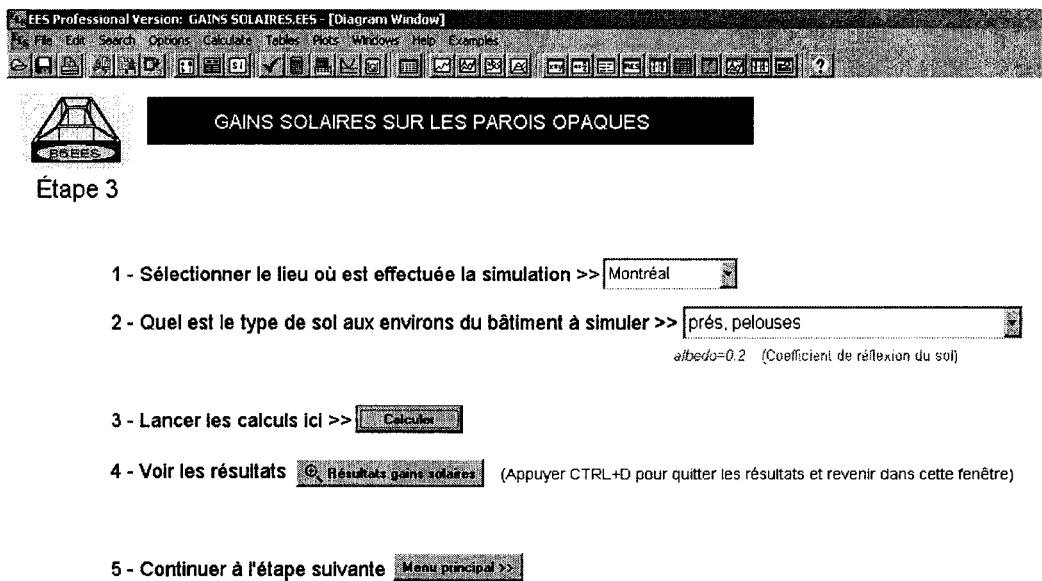 EES Professional Version: GAINS SOLAIRES.EES - [Diagram Window]
File Edit Search Options Calculate Tables Plots Windows Help Examples
GAINS SOLAIRES SUR LES PAROIS OPAQUES
Étape 3
1 - Sélectionner le lieu où est effectuée la simulation >> Montréal
2 - Quel est le type de sol aux environs du bâtiment à simuler >> prés, pelouses
albedo=0.2 (Coefficient de réflexion du sol)
3 - Lancer les calculs ici >> Calculer
4 - Voir les résultats Résultats gains solaires (Appuyer CTRL+D pour quitter les résultats et revenir dans cette fenêtre)
5 - Continuer à l'étape suivante Menu principal >>